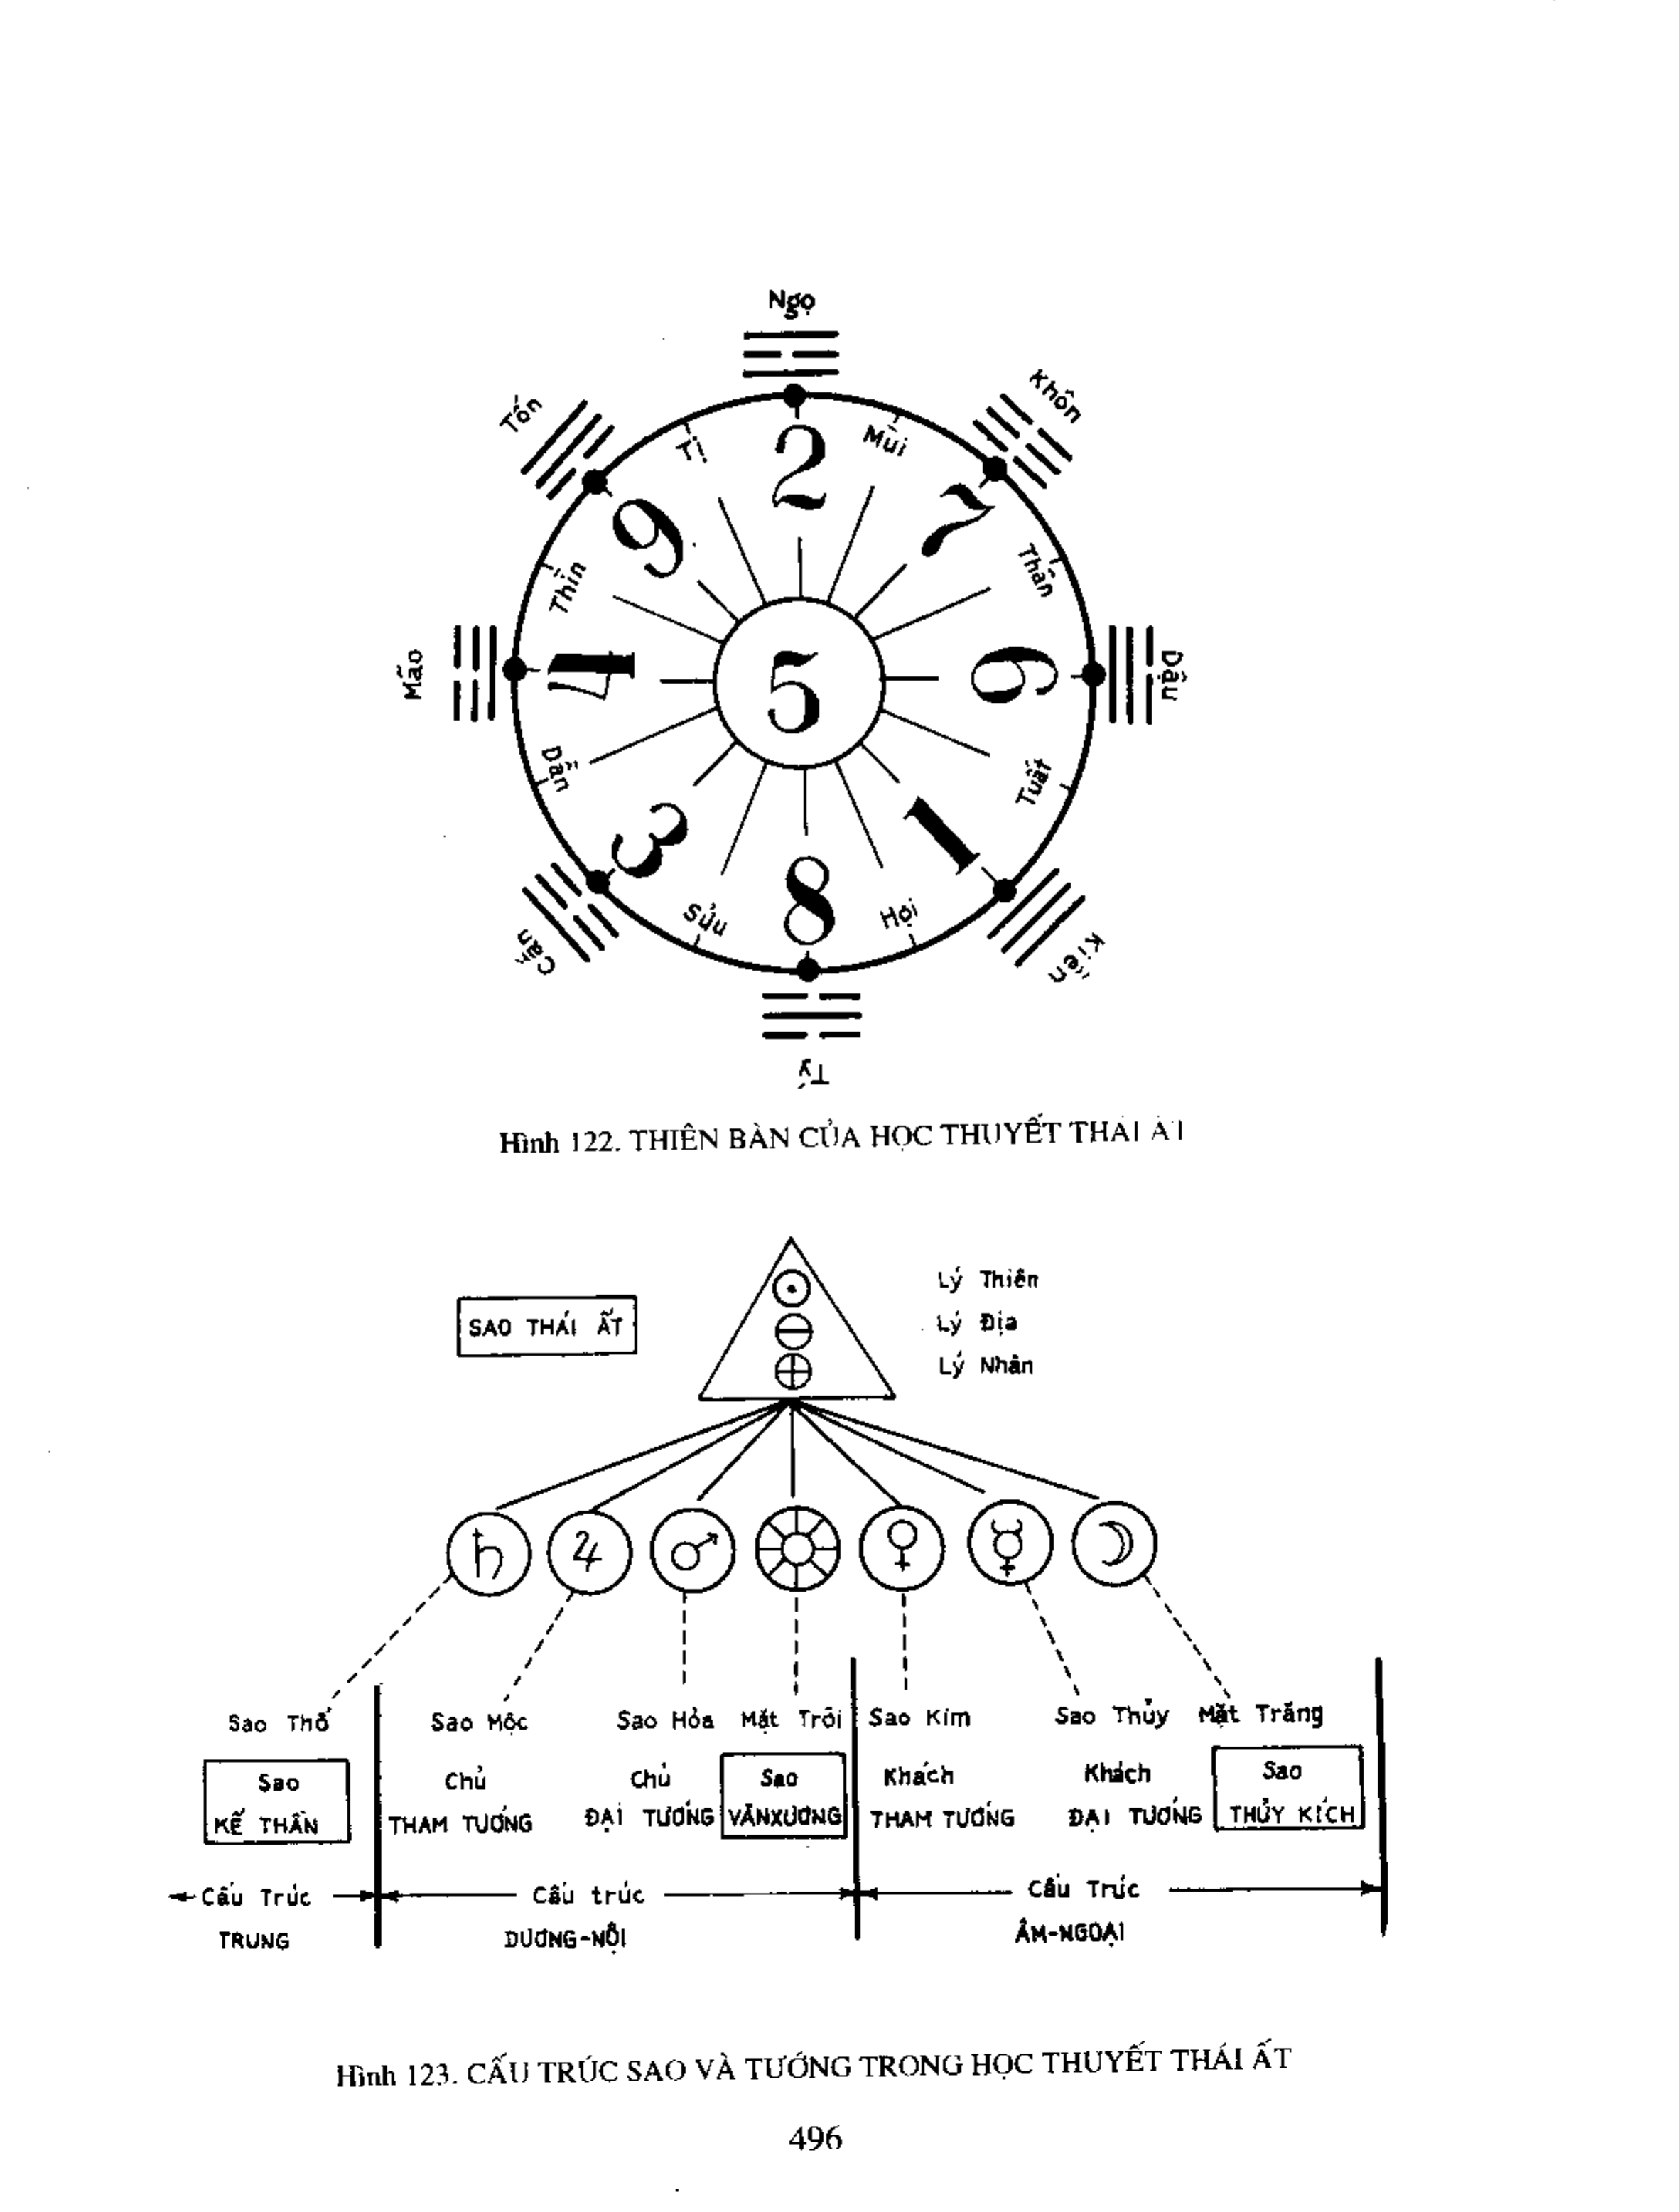 Ngọ
Tốn
Khôn
Tị
2
Mùi
9
7
Thìn
Thân
Mão
4
5
6
Dậu
Dần
Tuất
3
1
Sửu
8
Hợi
Cấn
Kiền
Tý
Hình 122. THIÊN BÀN CỦA HỌC THUYẾT THÁI ẤT
SAO THÁI ẤT
Lý Thiên
Lý Địa
Lý Nhân
Sao Thổ Sao Mộc Sao Hỏa Mặt Trời Sao Kim Sao Thủy Mặt Trăng
Sao Chủ Chủ Sao Khách Khách Sao
KẾ THẦN THAM TƯỚNG ĐẠI TƯỚNG VĂNXƯƠNG THAM TƯỚNG ĐẠI TƯỚNG THỦY KÍCH
Cấu Trúc Cấu trúc Cấu Trúc
TRUNG DƯƠNG-NỘI ÂM-NGOẠI
Hình 123. CẤU TRÚC SAO VÀ TƯỚNG TRONG HỌC THUYẾT THÁI ẤT
496